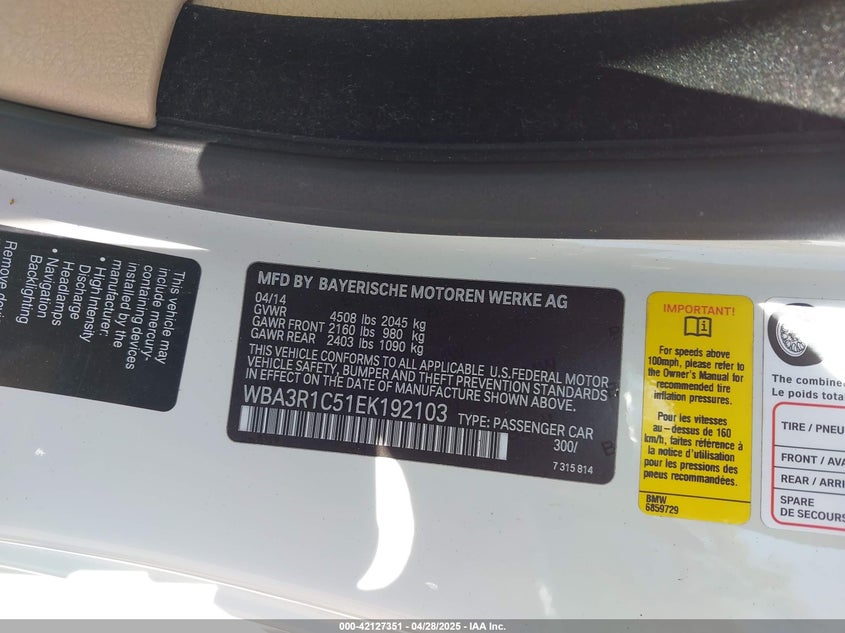 This vehicle may
include mercury-
containing devices
installed by the
manufacturer:
• High Intensity
Discharge
Headlamps
• Navigation
Backlighting
Remove
MFD BY BAYERISCHE MOTOREN WERKE AG
04/14
GVWR 4508 lbs 2045 kg
GAWR FRONT 2160 lbs 980 kg
GAWR REAR 2403 lbs 1090 kg
THIS VEHICLE CONFORMS TO ALL APPLICABLE U.S.FEDERAL MOTOR
VEHICLE SAFETY, BUMPER AND THEFT PREVENTION STANDARDS
IN EFFECT ON THE DATE OF MANUFACTURE SHOWN ABOVE.
WBA3R1C51EK192103 TYPE: PASSENGER CAR
300/
7 315 814
IMPORTANT!
For speeds above
100mph, please refer to
the Owner's Manual for
recommended tire
inflation pressures.
Pour les vitesses
au - dessus de 160
km/h, faites référence à
la notice d'utilisation
pour les pressions des
pneus recommandées.
BMW
6859729
The combine
Le poids tota
TIRE / PNEU
FRONT / AVA
REAR / ARRI
SPARE
DE SECOURS
000-42127351 | 04/28/2025 — IAA Inc.